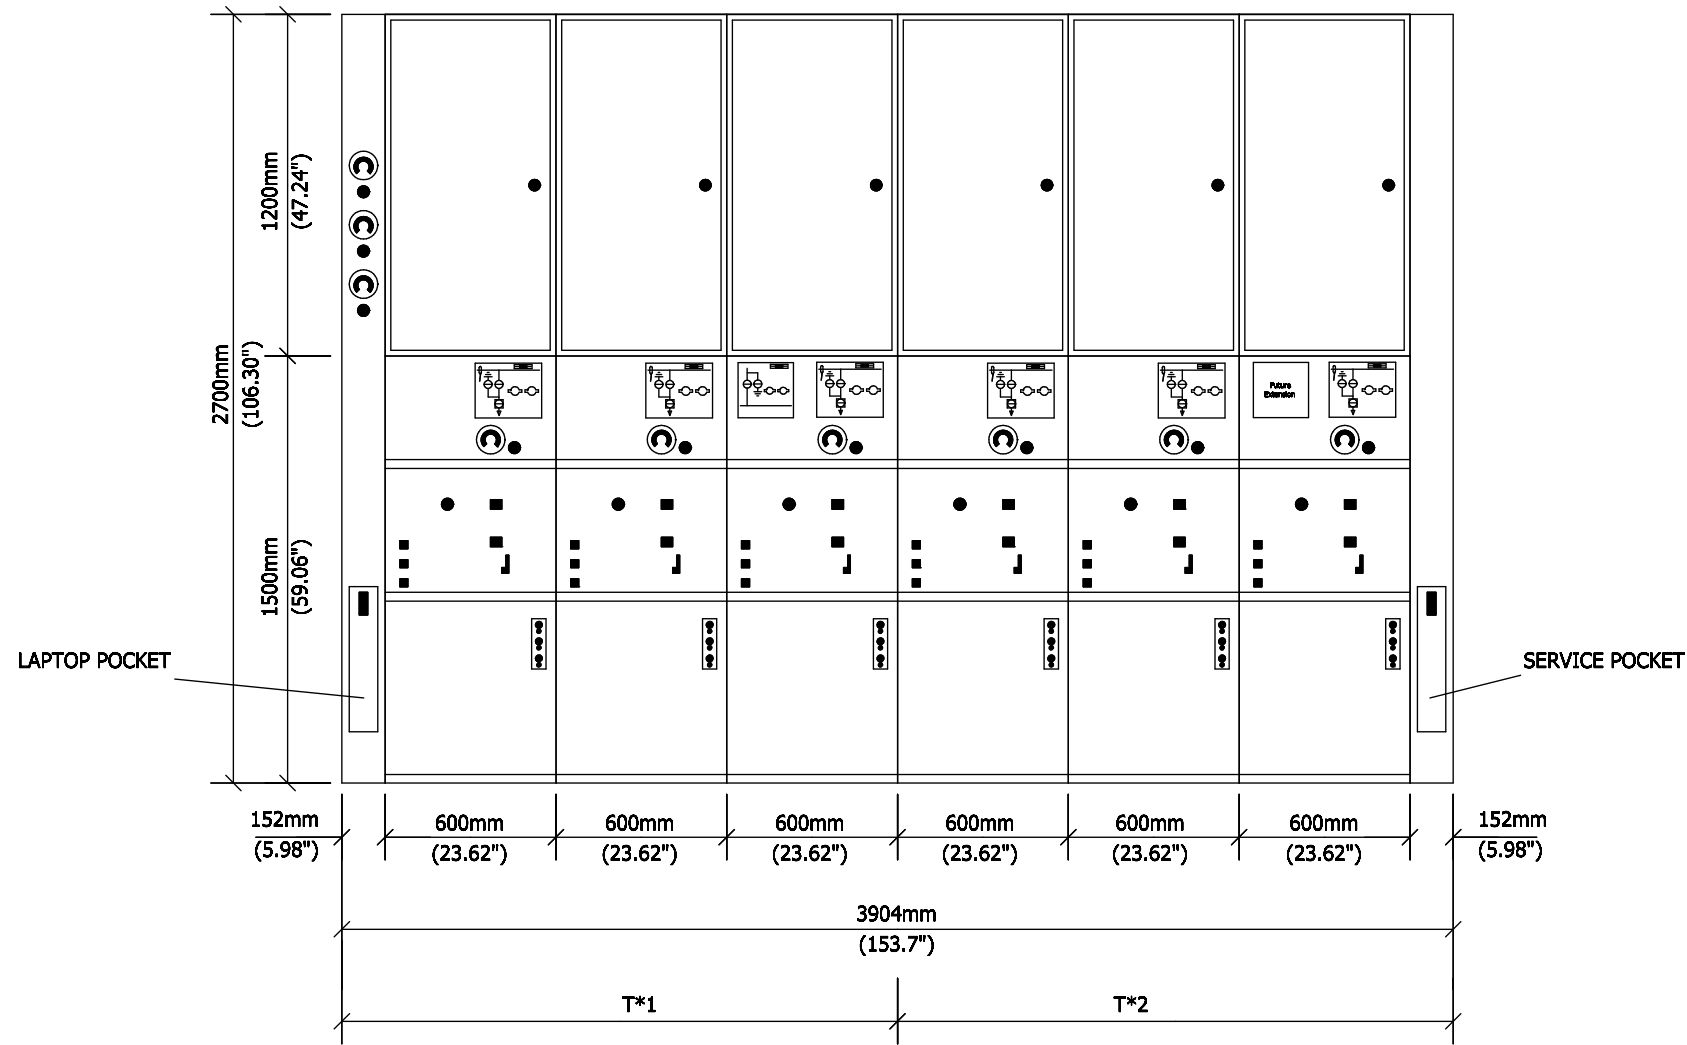 1200mm
(47.24")
2700mm
(106.30")
Future
Extension
1500mm
(59.06")
LAPTOP POCKET
SERVICE POCKET
152mm
(5.98")
600mm
(23.62")
600mm
(23.62")
600mm
(23.62")
600mm
(23.62")
600mm
(23.62")
600mm
(23.62")
152mm
(5.98")
3904mm
(153.7")
T*1
T*2